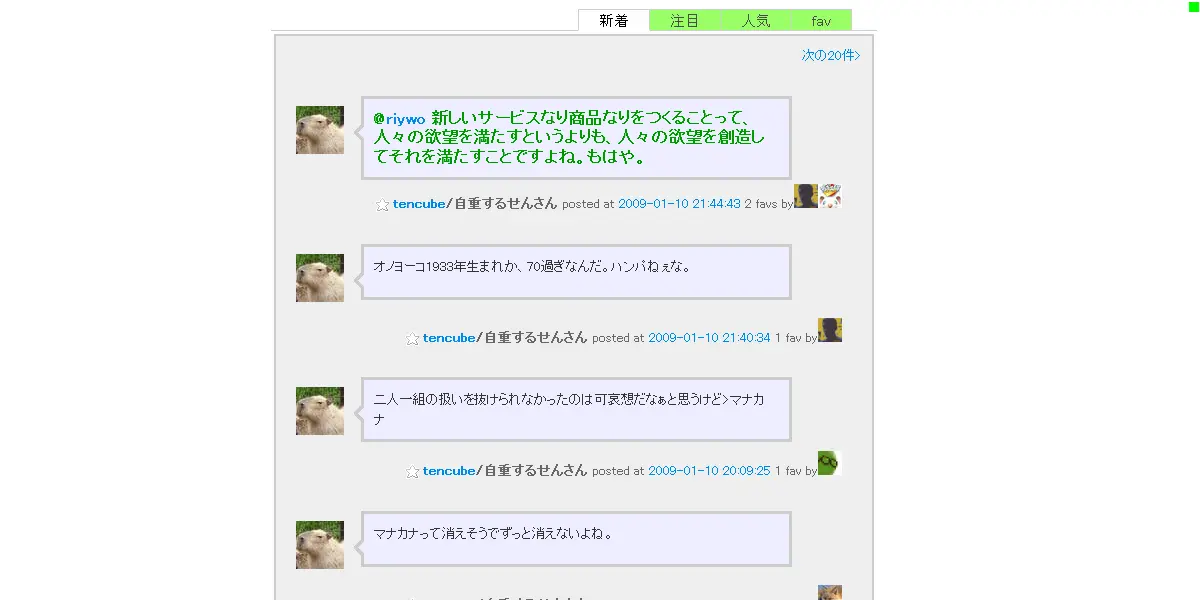 新着 注目 人気 fav
次の20件>
@riywo 新しいサービスなり商品なりをつくることって、
人々の欲望を満たすというよりも、人々の欲望を創造し
てそれを満たすことですよね。もはや。
tencube/自重するせんさん posted at 2009-01-10 21:44:43 2 favs by
オノヨーコ1933年生まれか、70過ぎなんだ。ハンパねぇな。
tencube/自重するせんさん posted at 2009-01-10 21:40:34 1 fav by
二人一組の扱いを抜けられなかったのは可哀想だなぁと思うけど>マナカ
ナ
tencube/自重するせんさん posted at 2009-01-10 20:09:25 1 fav by
マナカナって消えそうでずっと消えないよね。